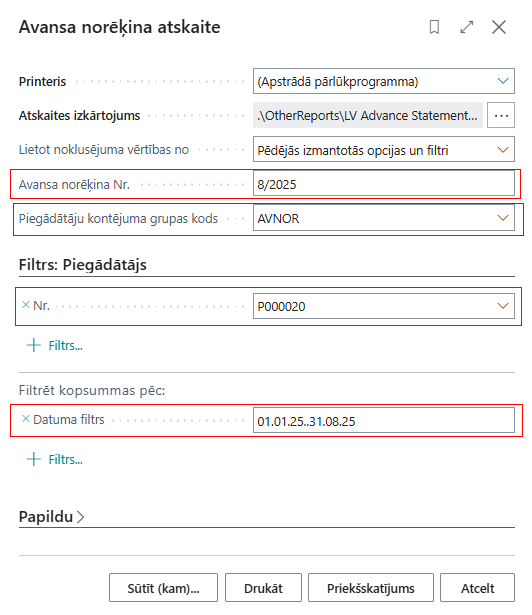 Avansa norēķina atskaite
Printeris (Apstrādā pārlūkprogramma)
Atskaites izkārtojums .\OtherReports\LV Advance Statement... ...
Lietot noklusējuma vērtības no Pēdējās izmantotās opcijas un filtri
Avansa norēķina Nr. 8/2025
Piegādātāju kontējuma grupas kods AVNOR
Filtrs: Piegādātājs
× Nr. P000020
+ Filtrs...
Filtrēt kopsummas pēc:
× Datuma filtrs 01.01.25..31.08.25
+ Filtrs...
Papildu >
Sūtīt (kam)... Drukāt Priekšskatījums Atcelt